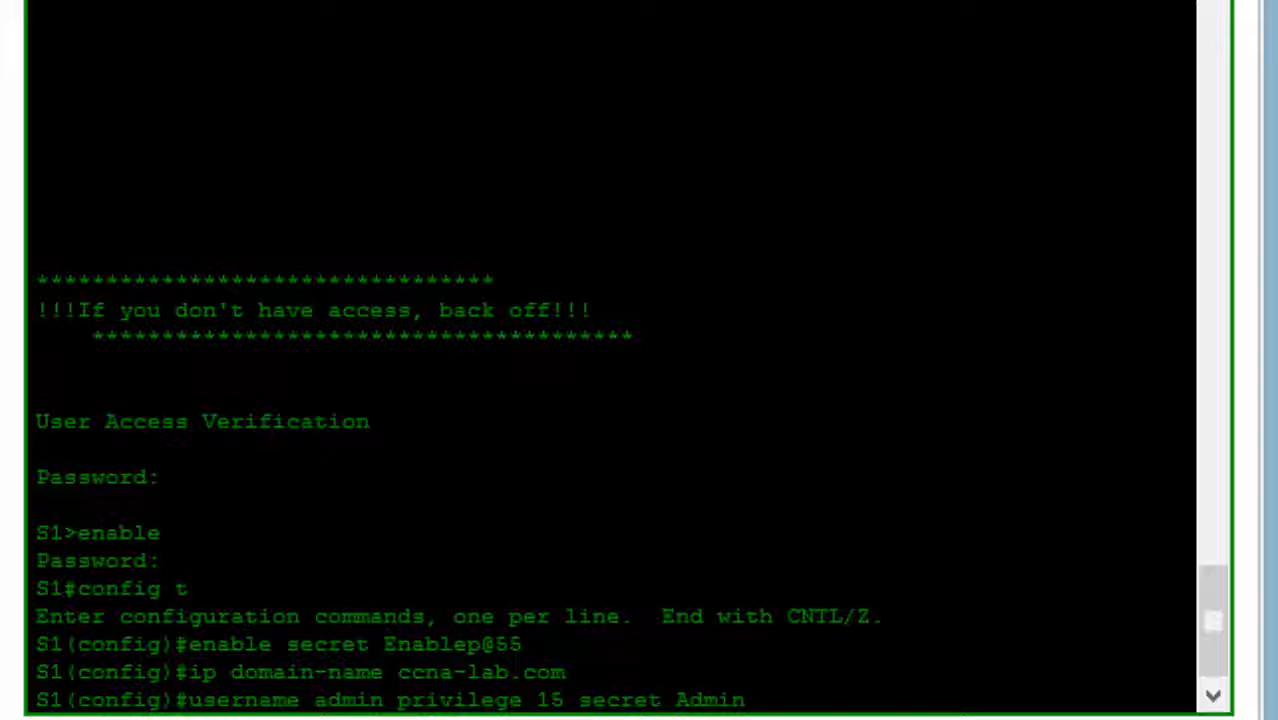 *********************************
!!!If you don't have access, back off!!!
***************************************
User Access Verification
Password:
S1>enable
Password:
S1#config t
Enter configuration commands, one per line.  End with CNTL/Z.
S1(config)#enable secret Enablep@55
S1(config)#ip domain-name ccna-lab.com
S1(config)#username admin privilege 15 secret Admin